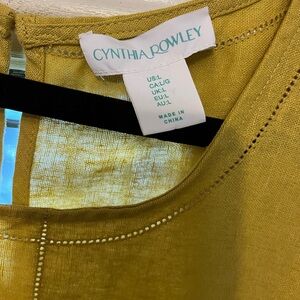 CYNTHIA ROWLEY
US:L
CA:L/G
UK:L
EU:L
AU:L
MADE IN
CHINA